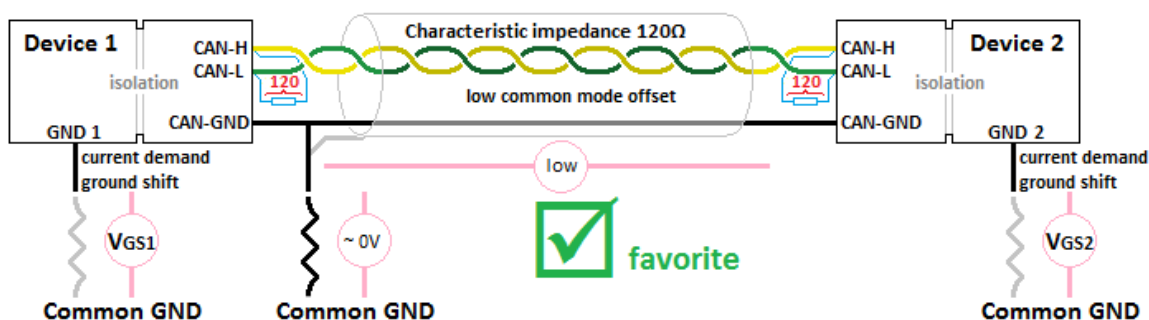 Device 1
CAN-H
CAN-L
isolation
120
CAN-GND
GND 1
current demand
ground shift
VGS1
Common GND
Characteristic impedance 120Ω
low common mode offset
low
~ 0V
favorite
Common GND
CAN-H
Device 2
CAN-L
120
isolation
CAN-GND
GND 2
current demand
ground shift
VGS2
Common GND